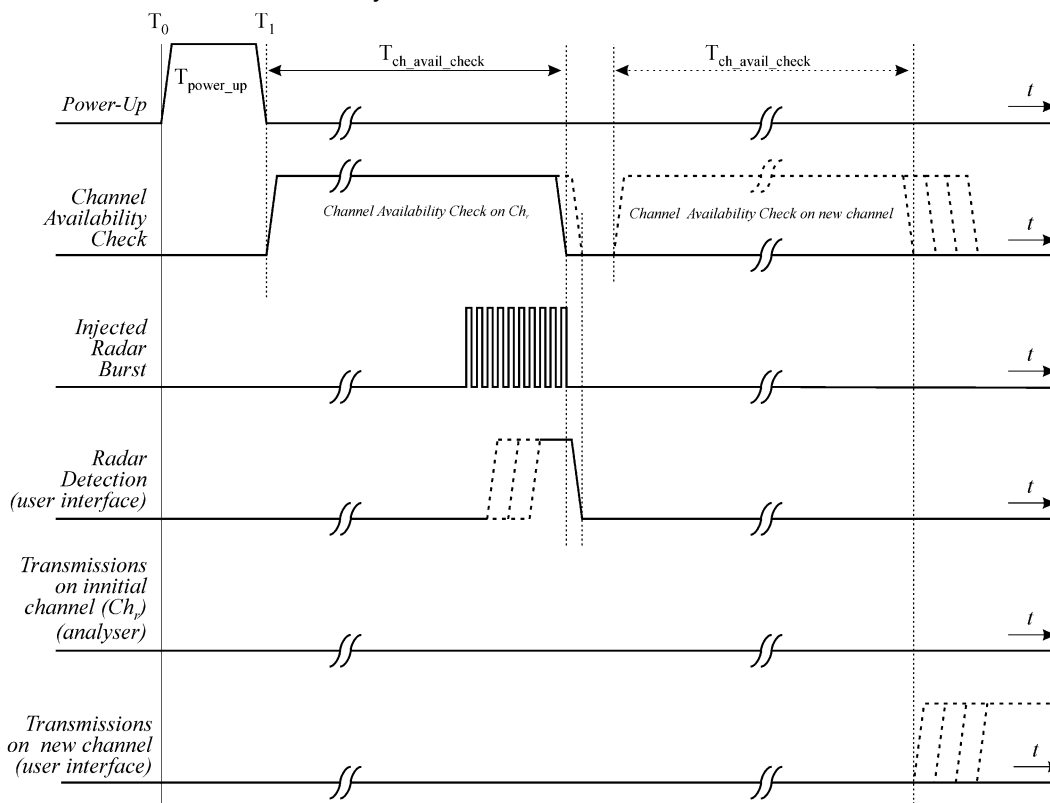 T0 T1
Tch_avail_check Tch_avail_check
Tpower_up
Power-Up
t
Channel
Availability
Check
Channel Availability Check on Chr
Channel Availability Check on new channel
t
Injected
Radar
Burst
t
Radar
Detection
(user interface)
t
Transmissions
on innitial
channel (Chr)
(analyser)
t
Transmissions
on new channel
(user interface)
t